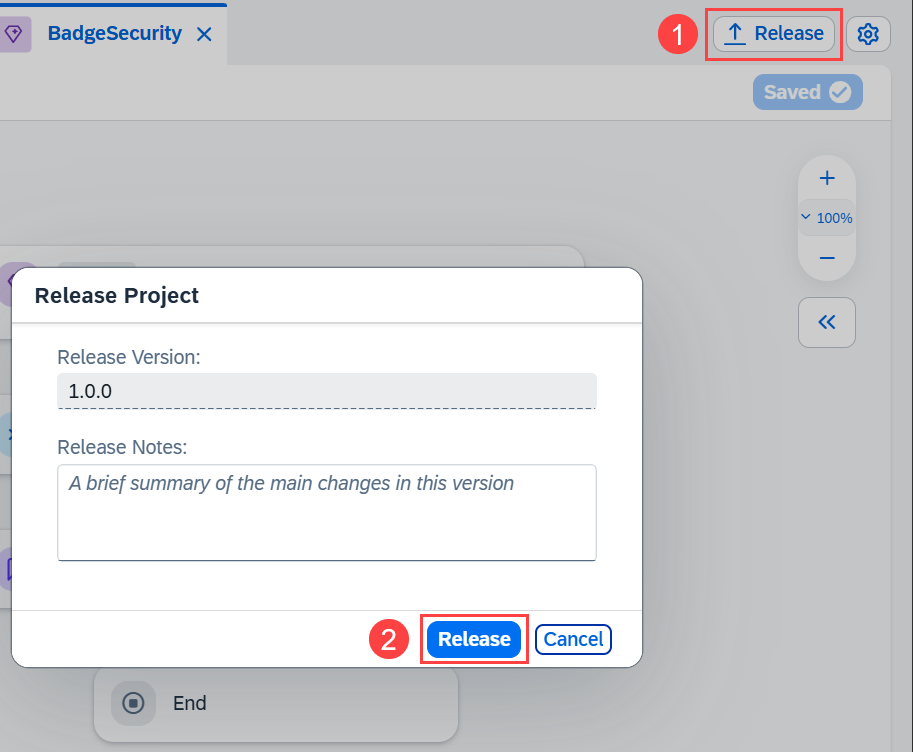 BadgeSecurity
1
Release
Saved
100%
Release Project
Release Version:
1.0.0
Release Notes:
A brief summary of the main changes in this version
2
Release
Cancel
End